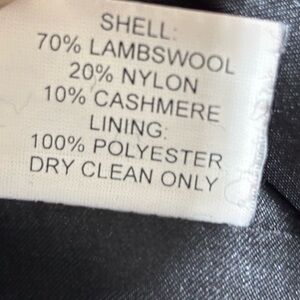 SHELL:
70% LAMBSWOOL
20% NYLON
10% CASHMERE
LINING:
100% POLYESTER
DRY CLEAN ONLY